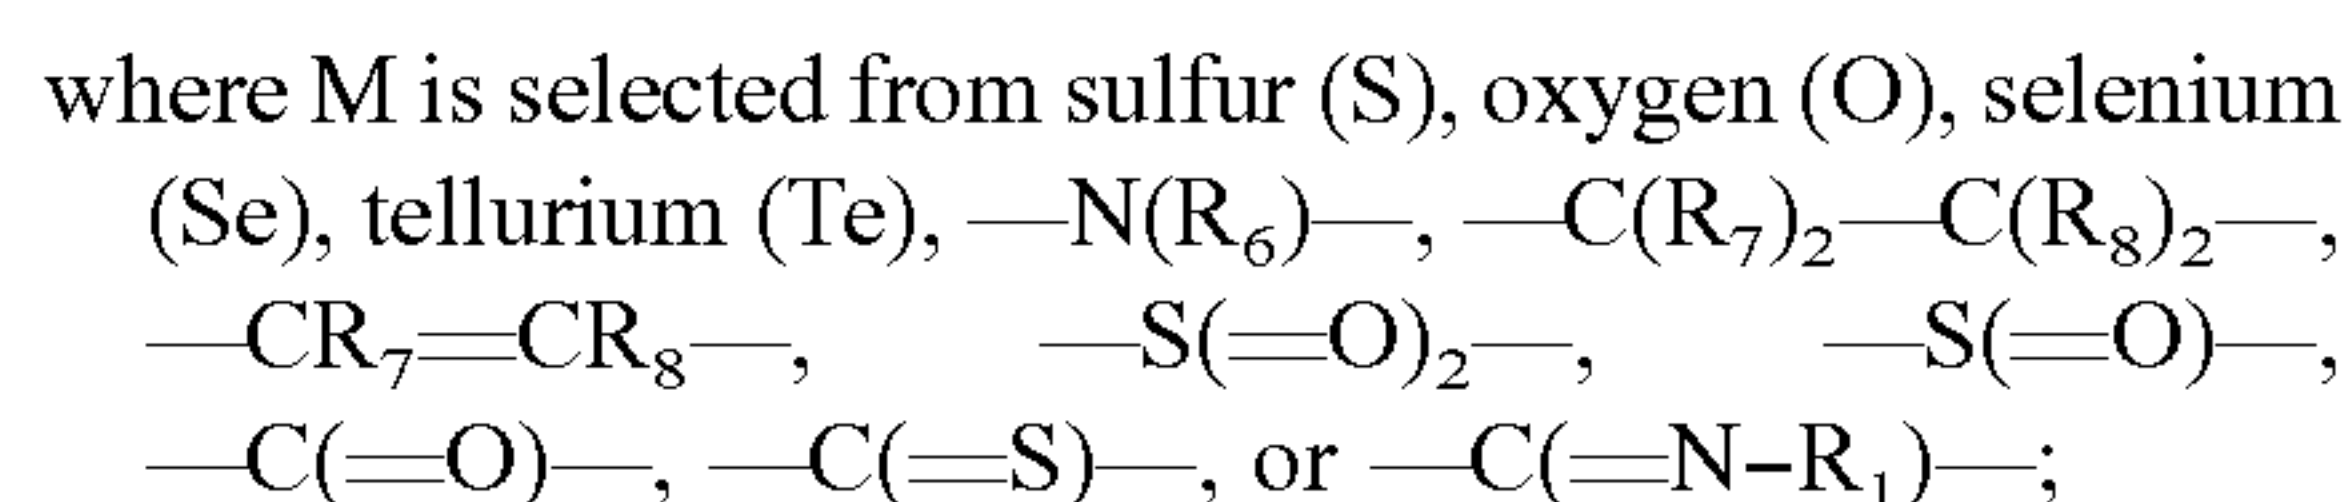 where M is selected from sulfur (S), oxygen (O), selenium
(Se), tellurium (Te), —N(R₆)—, —C(R₇)₂—C(R₈)₂—,
—CR₇═CR₈—, —S(═O)₂—, —S(═O)—,
—C(═O)—, —C(═S)—, or —C(═N–R₁)—;